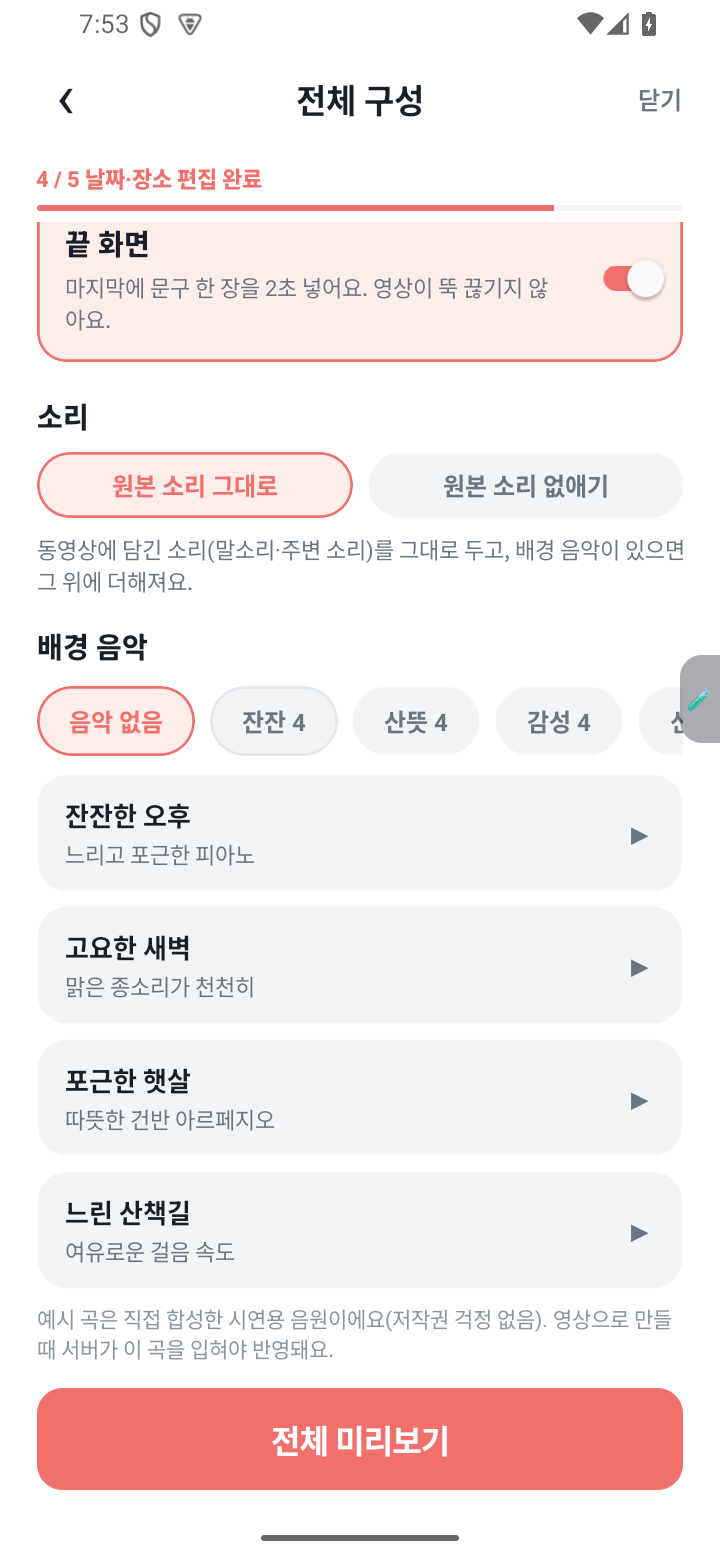 7:53
전체 구성
닫기
4 / 5 날짜·장소 편집 완료
끝 화면
마지막에 문구 한 장을 2초 넣어요. 영상이 뚝 끊기지 않
아요.
소리
원본 소리 그대로
원본 소리 없애기
동영상에 담긴 소리(말소리·주변 소리)를 그대로 두고, 배경 음악이 있으면
그 위에 더해져요.
배경 음악
음악 없음
잔잔 4
산뜻 4
감성 4
잔잔한 오후
느리고 포근한 피아노
고요한 새벽
맑은 종소리가 천천히
포근한 햇살
따뜻한 건반 아르페지오
느린 산책길
여유로운 걸음 속도
예시 곡은 직접 합성한 시연용 음원이에요(저작권 걱정 없음). 영상으로 만들
때 서버가 이 곡을 입혀야 반영돼요.
전체 미리보기